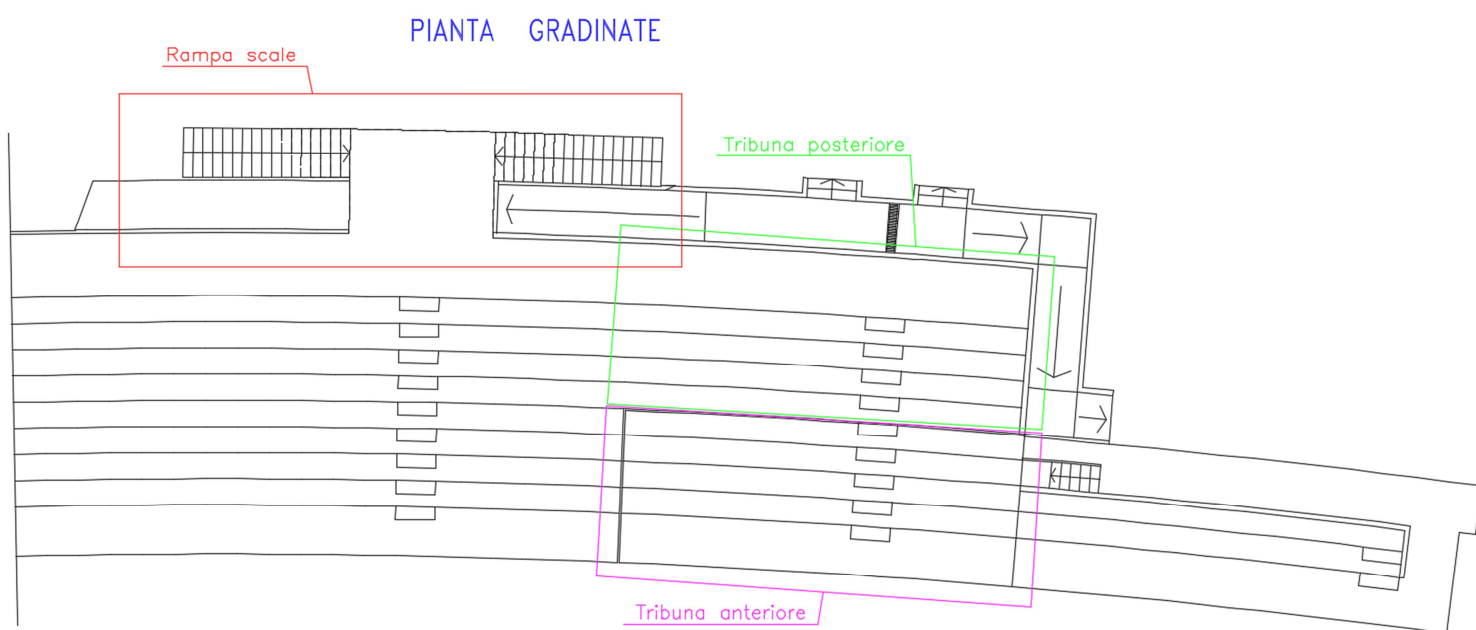 PIANTA GRADINATE
Rampa scale
Tribuna posteriore
Tribuna anteriore